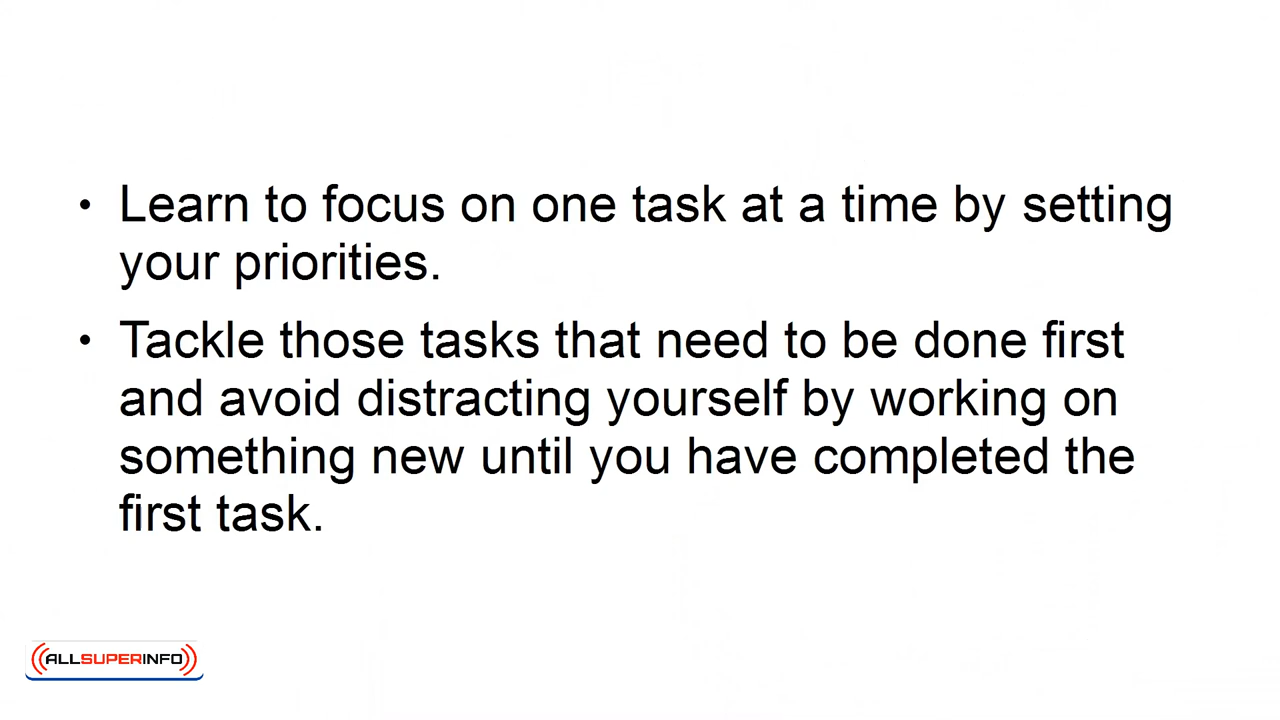 • Learn to focus on one task at a time by setting
your priorities.
• Tackle those tasks that need to be done first
and avoid distracting yourself by working on
something new until you have completed the
first task.
ALLSUPERINFO